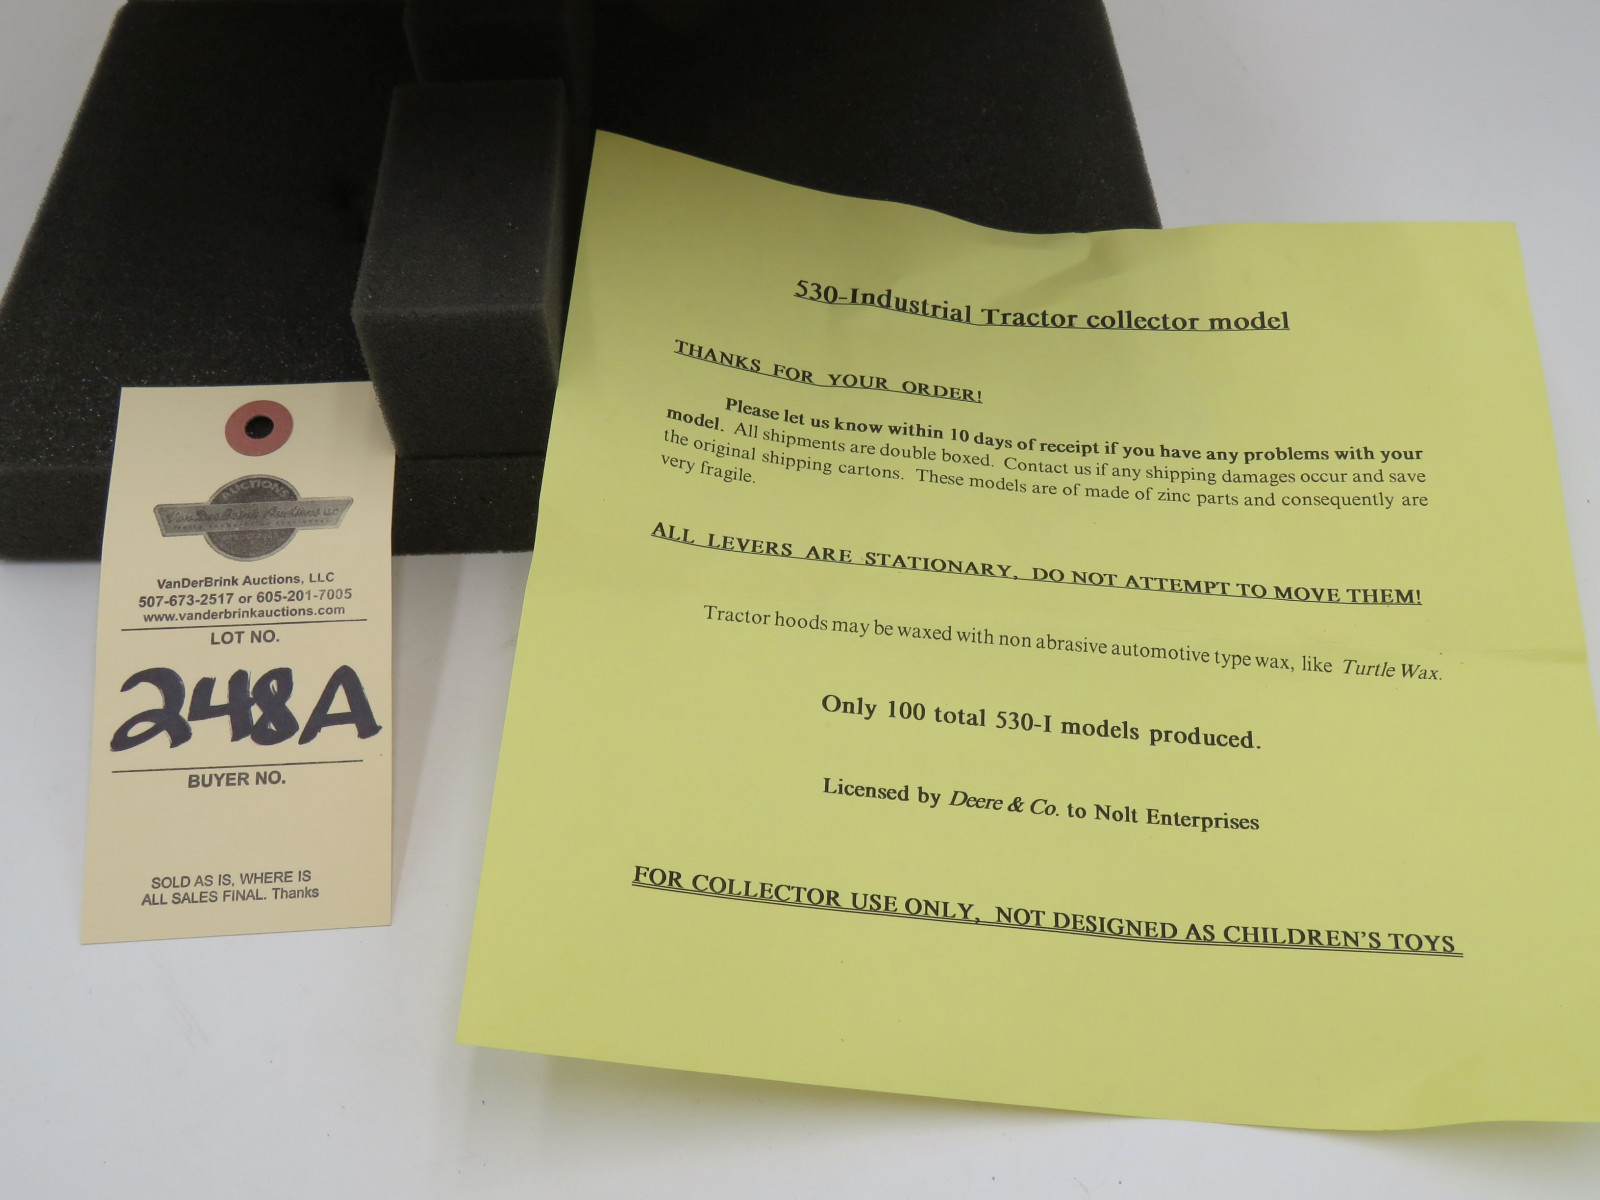 AUCTIONS
VanDerBrink Auctions LLC
VanDerBrink Auctions, LLC
507-673-2517 or 605-201-7005
www.vanderbrinkauctions.com
LOT NO.
248A
BUYER NO.
SOLD AS IS, WHERE IS
ALL SALES FINAL. Thanks
530-Industrial Tractor collector model
THANKS FOR YOUR ORDER!
Please let us know within 10 days of receipt if you have any problems with your
model. All shipments are double boxed. Contact us if any shipping damages occur and save
the original shipping cartons. These models are of made of zinc parts and consequently are
very fragile.
ALL LEVERS ARE STATIONARY, DO NOT ATTEMPT TO MOVE THEM!
Tractor hoods may be waxed with non abrasive automotive type wax, like Turtle Wax.
Only 100 total 530-I models produced.
Licensed by Deere & Co. to Nolt Enterprises
FOR COLLECTOR USE ONLY, NOT DESIGNED AS CHILDREN'S TOYS